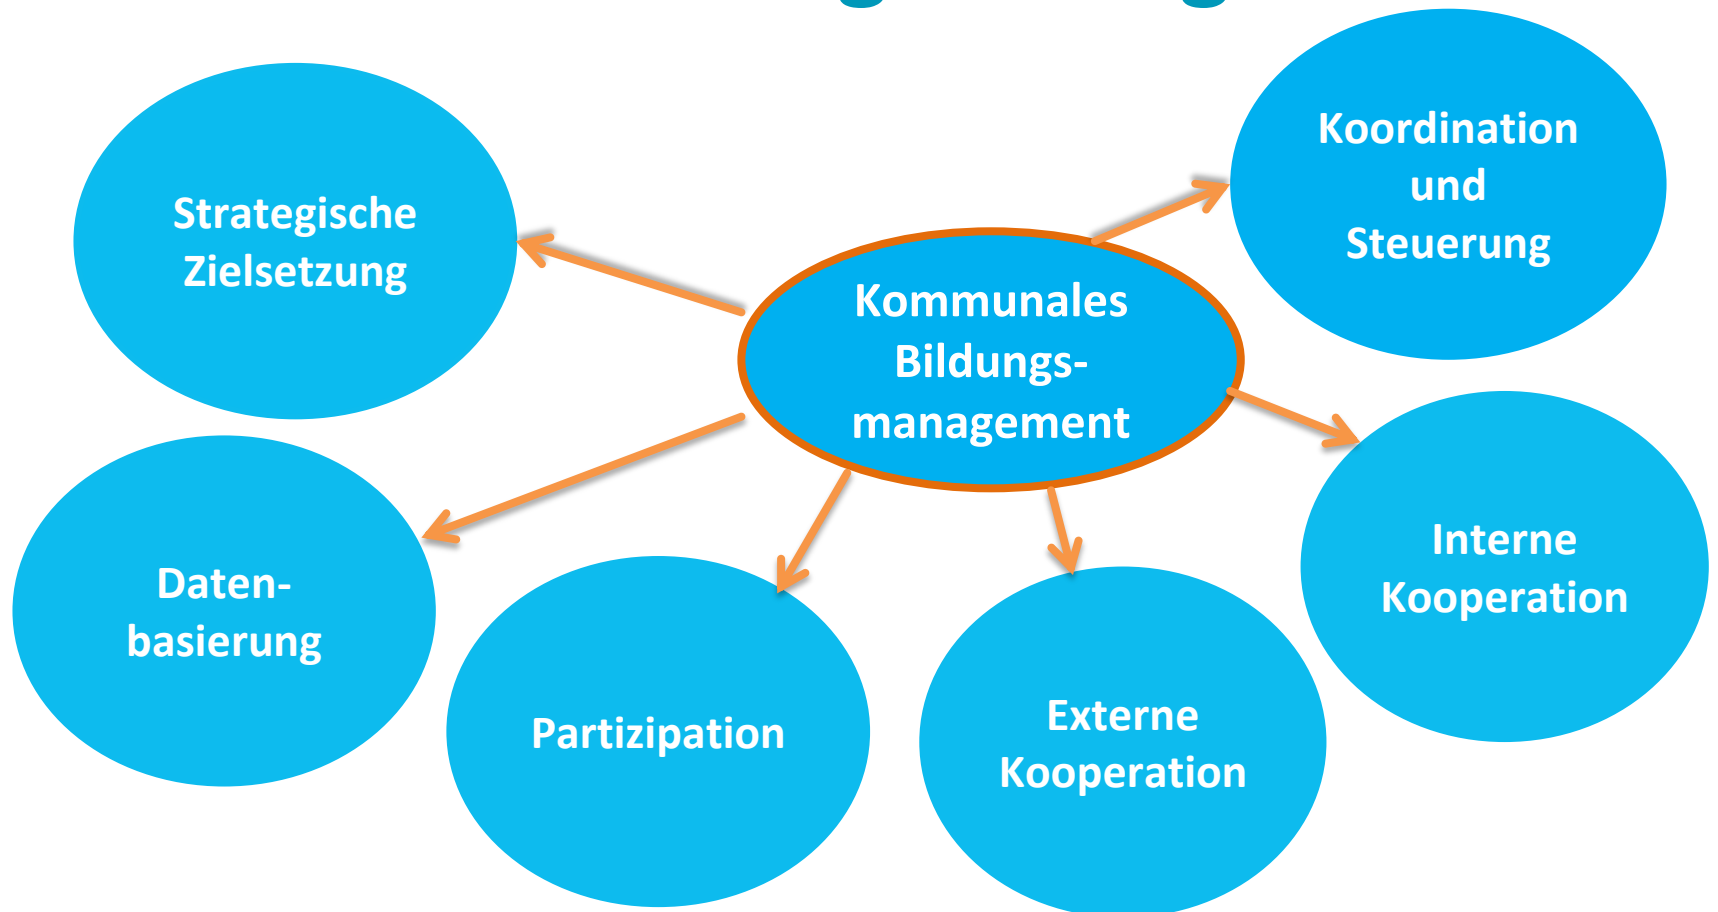 Koordination
und
Steuerung
Strategische
Zielsetzung
Kommunales
Bildungs-
management
Interne
Kooperation
Daten-
basierung
Partizipation
Externe
Kooperation